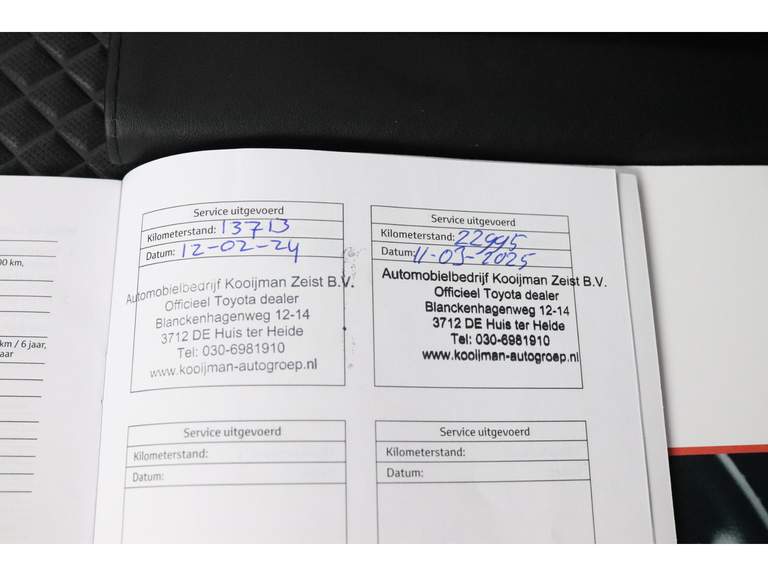 00 km,
km / 6 jaar,
aar
Service uitgevoerd
Kilometerstand: 13713
Datum: 12-02-24
Automobielbedrijf Kooijman Zeist B.V.
Officieel Toyota dealer
Blanckenhagenweg 12-14
3712 DE Huis ter Heide
Tel: 030-6981910
www.kooijman-autogroep.nl
Service uitgevoerd
Kilometerstand: 22995
Datum: 11-03-2025
Automobielbedrijf Kooijman Zeist B.V.
Officieel Toyota dealer
Blanckenhagenweg 12-14
3712 DE Huis ter Heide
Tel: 030-6981910
www.kooijman-autogroep.nl
Service uitgevoerd
Kilometerstand:
Datum:
Service uitgevoerd
Kilometerstand:
Datum: